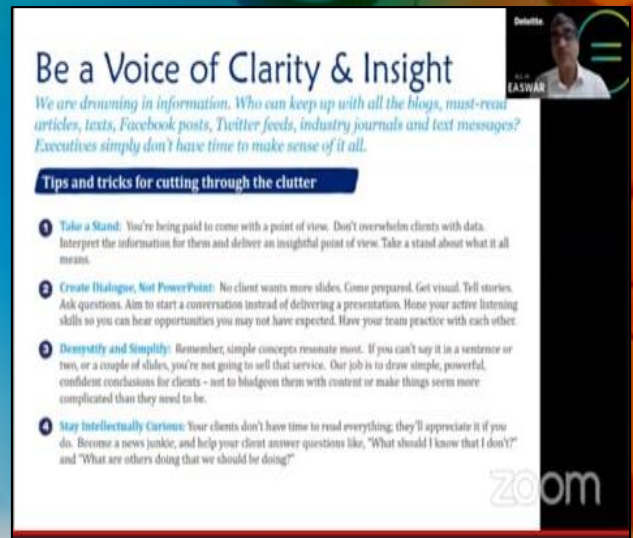 Be a Voice of Clarity & Insight
We are drowning in information. Who can keep up with all the blogs, must-read
articles, texts, Facebook posts, Twitter feeds, industry journals and text messages?
Executives simply don't have time to make sense of it all.
Tips and tricks for cutting through the clutter
1 Take a Stand: You're being paid to come with a point of view. Don't overwhelm clients with data.
Interpret the information for them and deliver an insightful point of view. Take a stand about what it all
means.
2 Create Dialogue, Not PowerPoint: No client wants more slides. Come prepared. Get visual. Tell stories.
Ask questions. Aim to start a conversation instead of delivering a presentation. Hone your active listening
skills so you can hear opportunities you may not have expected. Have your team practice with each other.
3 Demystify and Simplify: Remember, simple concepts resonate most. If you can't say it in a sentence or
two, or a couple of slides, you're not going to sell that service. Our job is to draw simple, powerful,
confident conclusions for clients – not to bludgeon them with content or make things seem more
complicated than they need to be.
4 Stay Intellectually Curious: Your clients don't have time to read everything; they'll appreciate it if you
do. Become a news junkie, and help your client answer questions like, "What should I know that I don't?"
and "What are others doing that we should be doing?"
Deloitte.
EASWAR
zoom